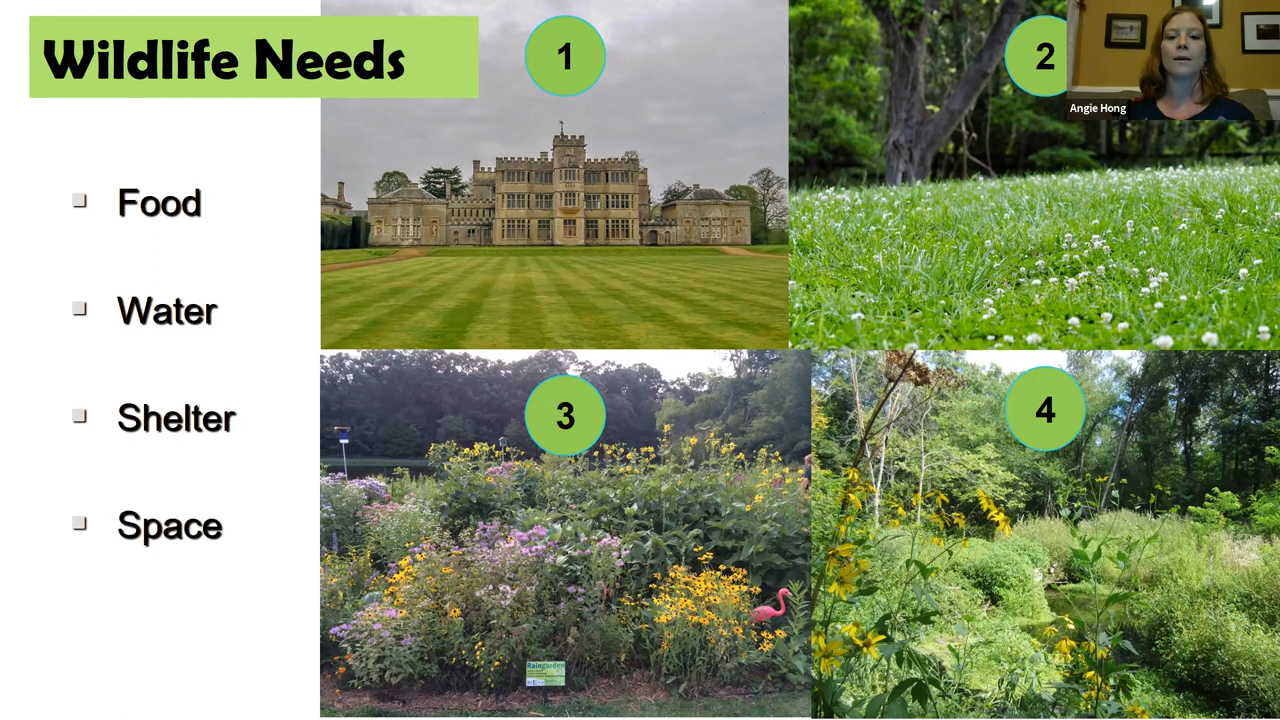 Wildlife Needs
Food
Water
Shelter
Space
1
2
3
4
Angie Hong
Raingarden